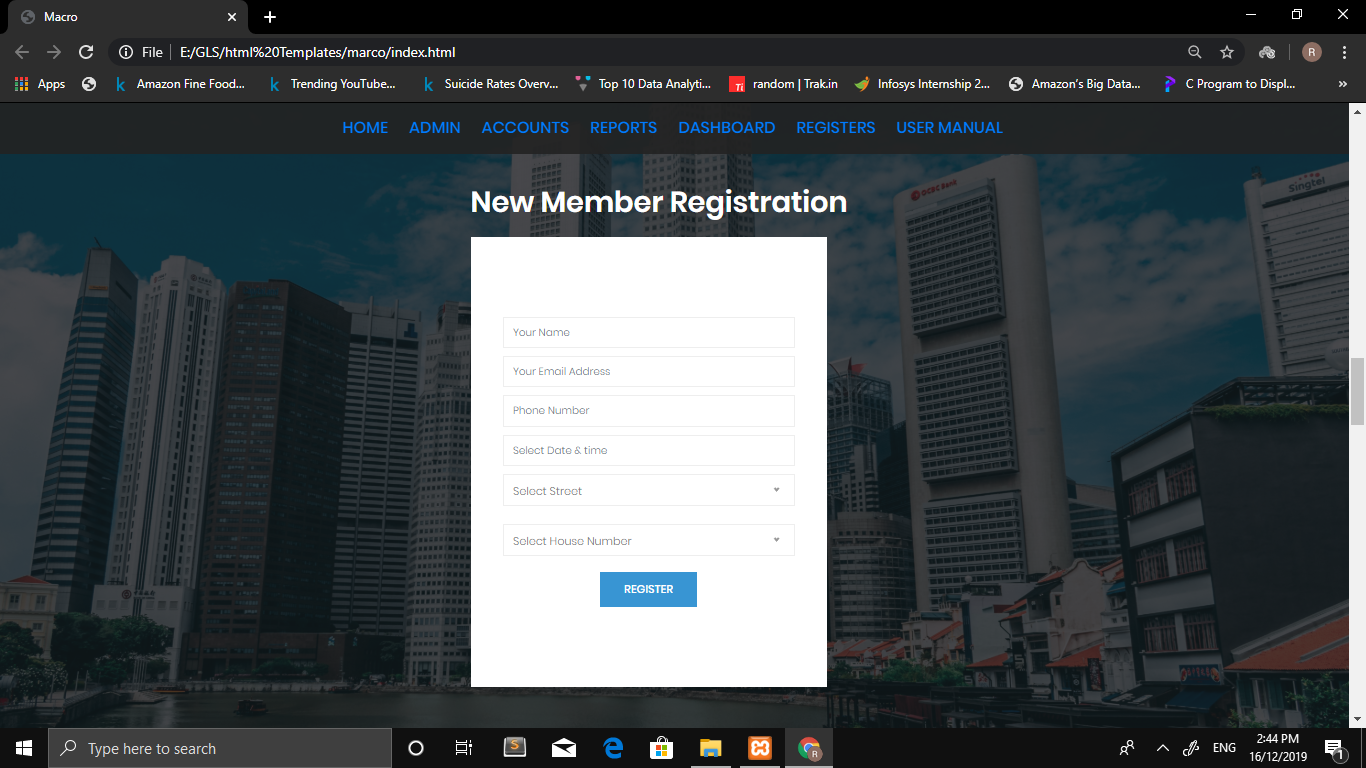 Macro
File
E:/GLS/html%20Templates/marco/index.html
R
Apps
Amazon Fine Food...
Trending YouTube...
Suicide Rates Overv...
Top 10 Data Analyti...
Ti
random | Trak.in
Infosys Internship 2...
Amazon's Big Data...
C Program to Displ...
»
HOME ADMIN ACCOUNTS REPORTS DASHBOARD REGISTERS USER MANUAL
OCBC Bank
Singtel
New Member Registration
Your Name
Your Email Address
Phone Number
Select Date & time
Select Street
Select House Number
REGISTER
Type here to search
S
R
ENG
2:44 PM
16/12/2019
1